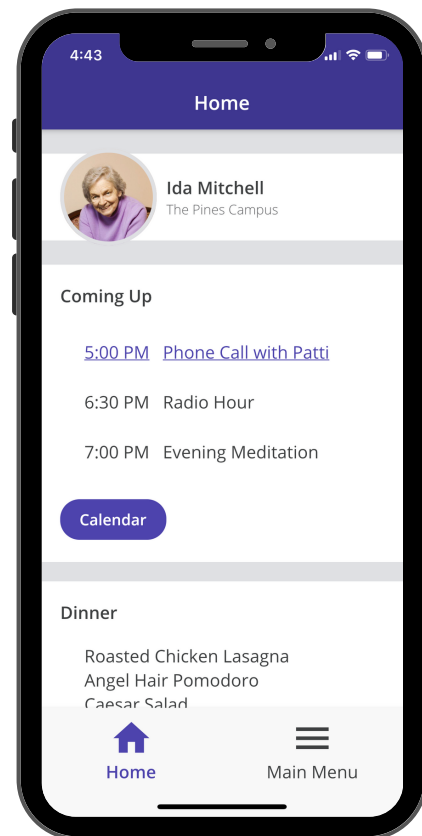 4:43
Home
Ida Mitchell
The Pines Campus
Coming Up
5:00 PM Phone Call with Patti
6:30 PM Radio Hour
7:00 PM Evening Meditation
Calendar
Dinner
Roasted Chicken Lasagna
Angel Hair Pomodoro
Caesar Salad
Home Main Menu